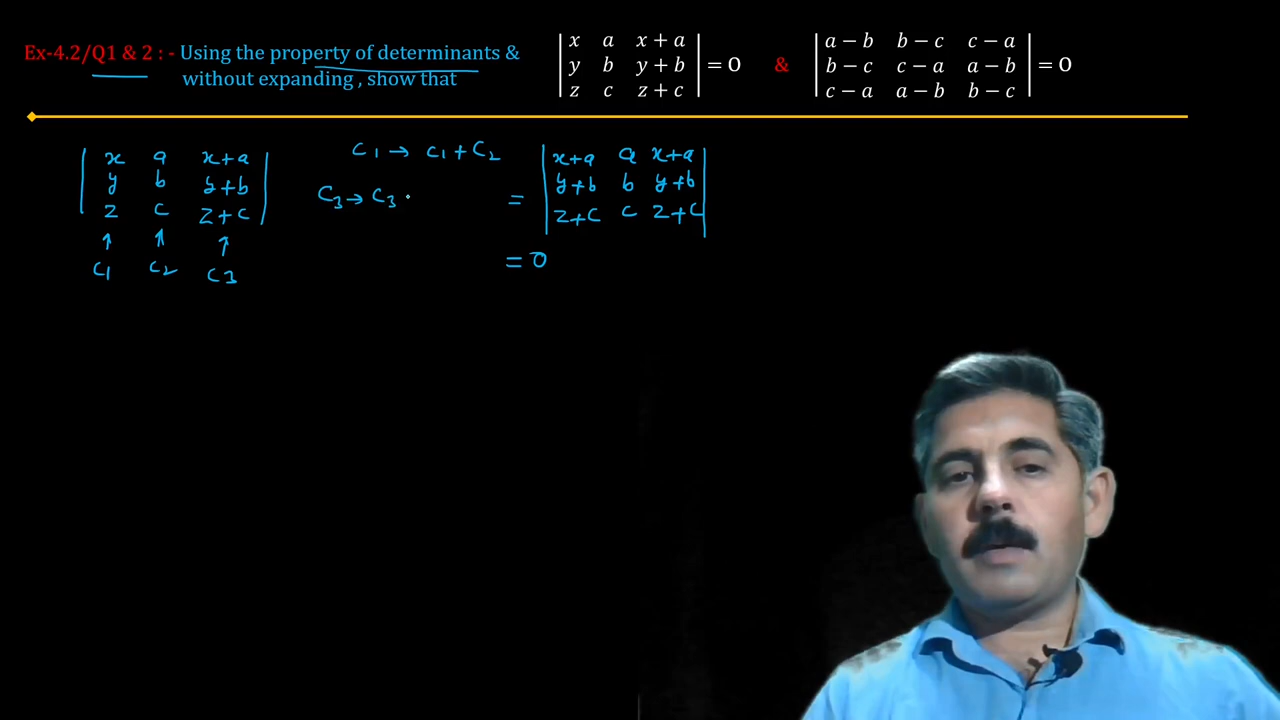 Ex-4.2/Q1 & 2 : - Using the property of determinants &
without expanding , show that
| x a x + a |
| y b y + b | = 0
| z c z + c |
&
| a − b b − c c − a |
| b − c c − a a − b | = 0
| c − a a − b b − c |
| x a x+a |
| y b y+b |
| z c z+c |
↑ ↑ ↑
C1 C2 C3
C1 → C1 + C2
C3 → C3 ·
= | x+a a x+a |
| y+b b y+b |
| z+c c z+c |
= 0